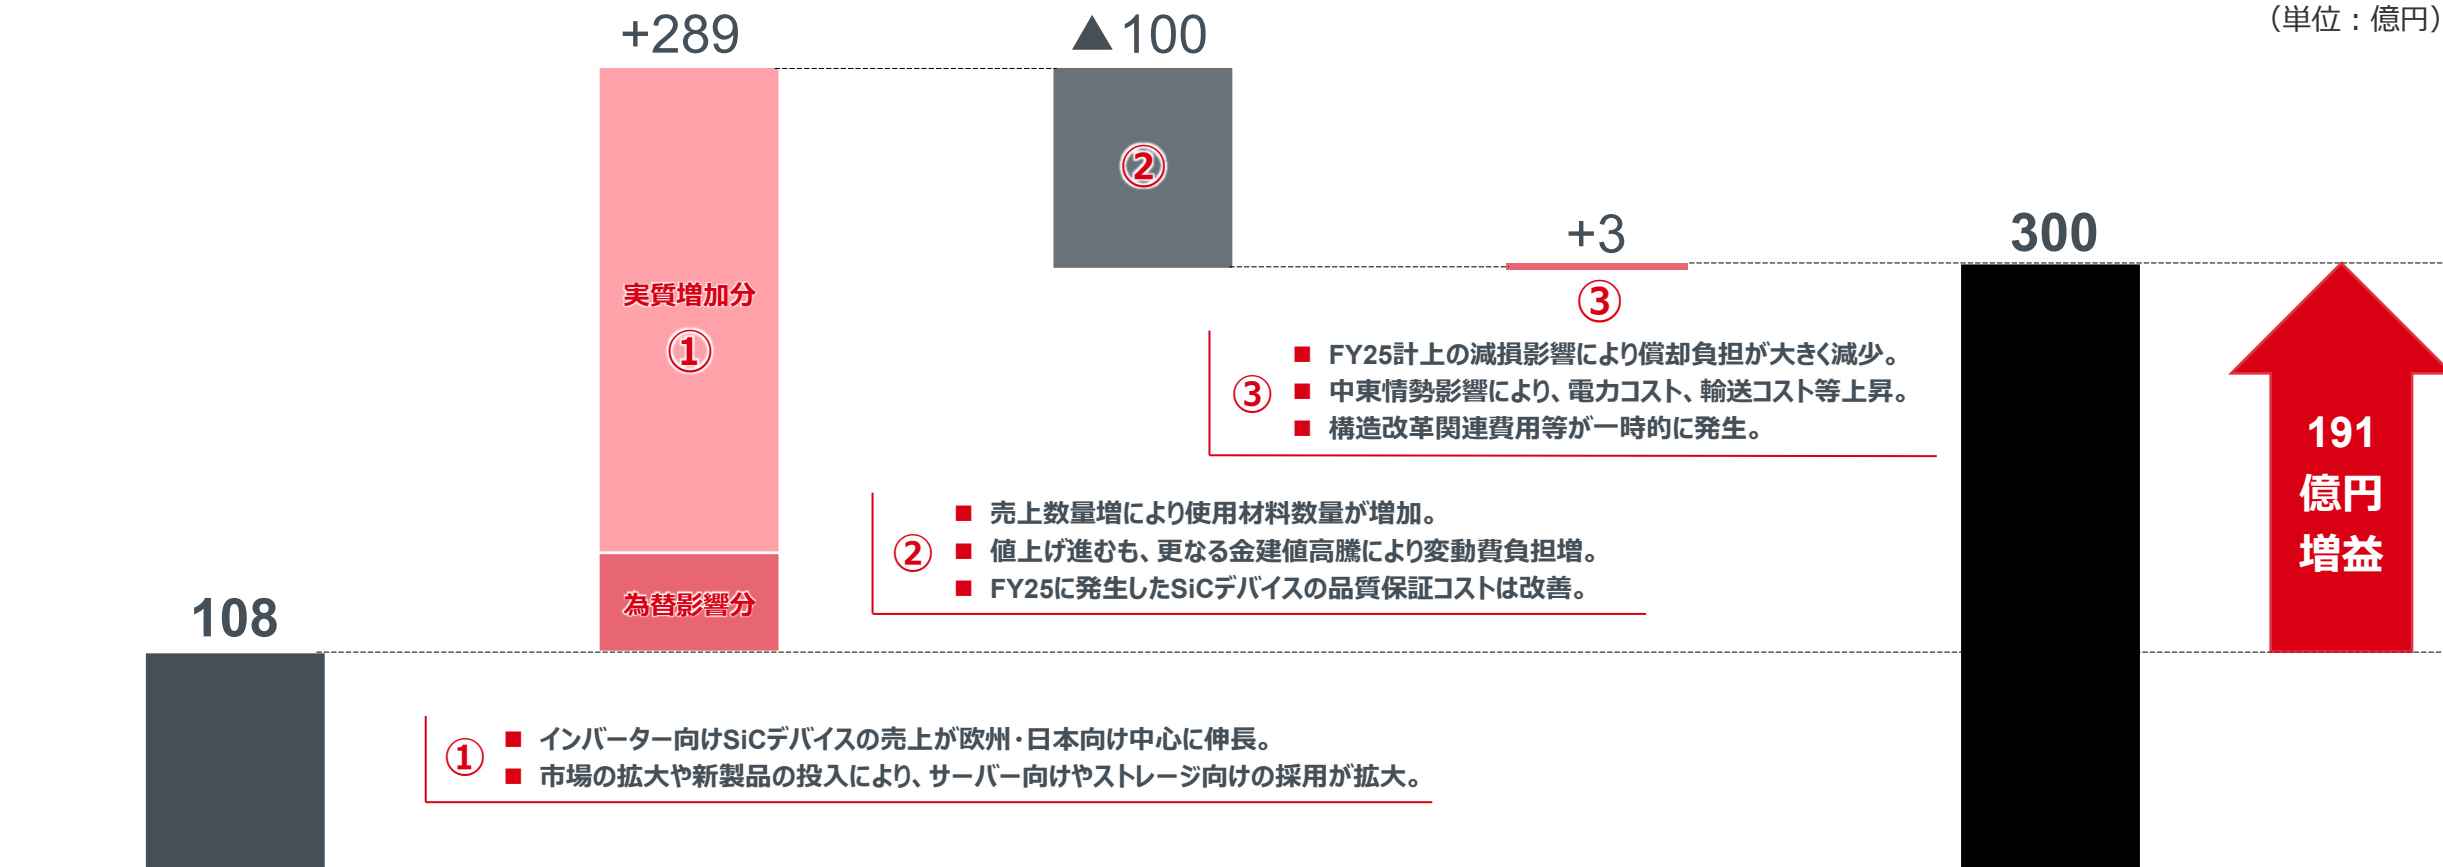 （単位：億円）
+289
▲100
②
+3
300
実質増加分
①
③
③
■ FY25計上の減損影響により償却負担が大きく減少。
■ 中東情勢影響により、電力コスト、輸送コスト等上昇。
■ 構造改革関連費用等が一時的に発生。
191
億円
増益
②
■ 売上数量増により使用材料数量が増加。
■ 値上げ進むも、更なる金建値高騰により変動費負担増。
■ FY25に発生したSiCデバイスの品質保証コストは改善。
為替影響分
108
①
■ インバーター向けSiCデバイスの売上が欧州・日本向け中心に伸長。
■ 市場の拡大や新製品の投入により、サーバー向けやストレージ向けの採用が拡大。